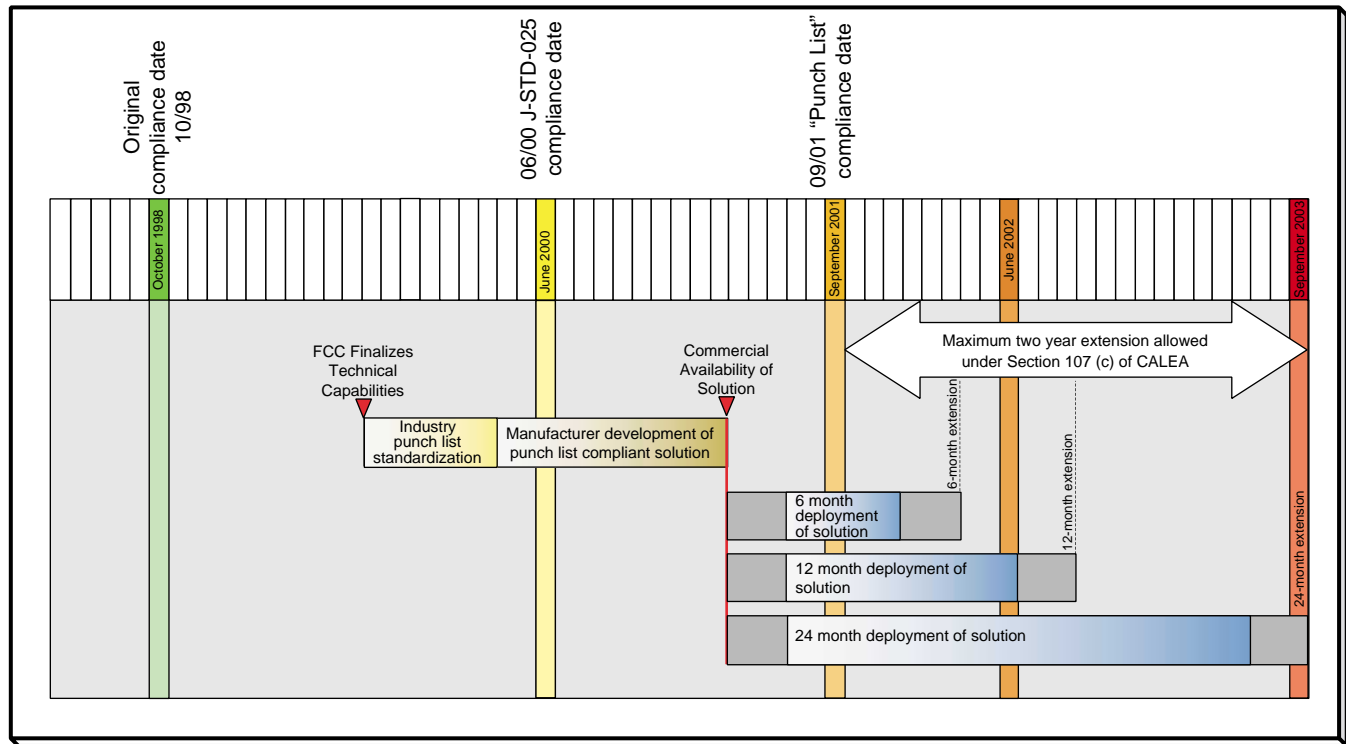 Original
compliance date
10/98
06/00 J-STD-025
compliance date
09/01 “Punch List”
compliance date
October 1998
June 2000
September 2001
June 2002
September 2003
Maximum two year extension allowed
under Section 107 (c) of CALEA
FCC Finalizes
Technical
Capabilities
Commercial
Availability of
Solution
Industry
punch list
standardization
Manufacturer development of
punch list compliant solution
6-month extension
12-month extension
24-month extension
6 month
deployment
of solution
12 month deployment of
solution
24 month deployment of solution